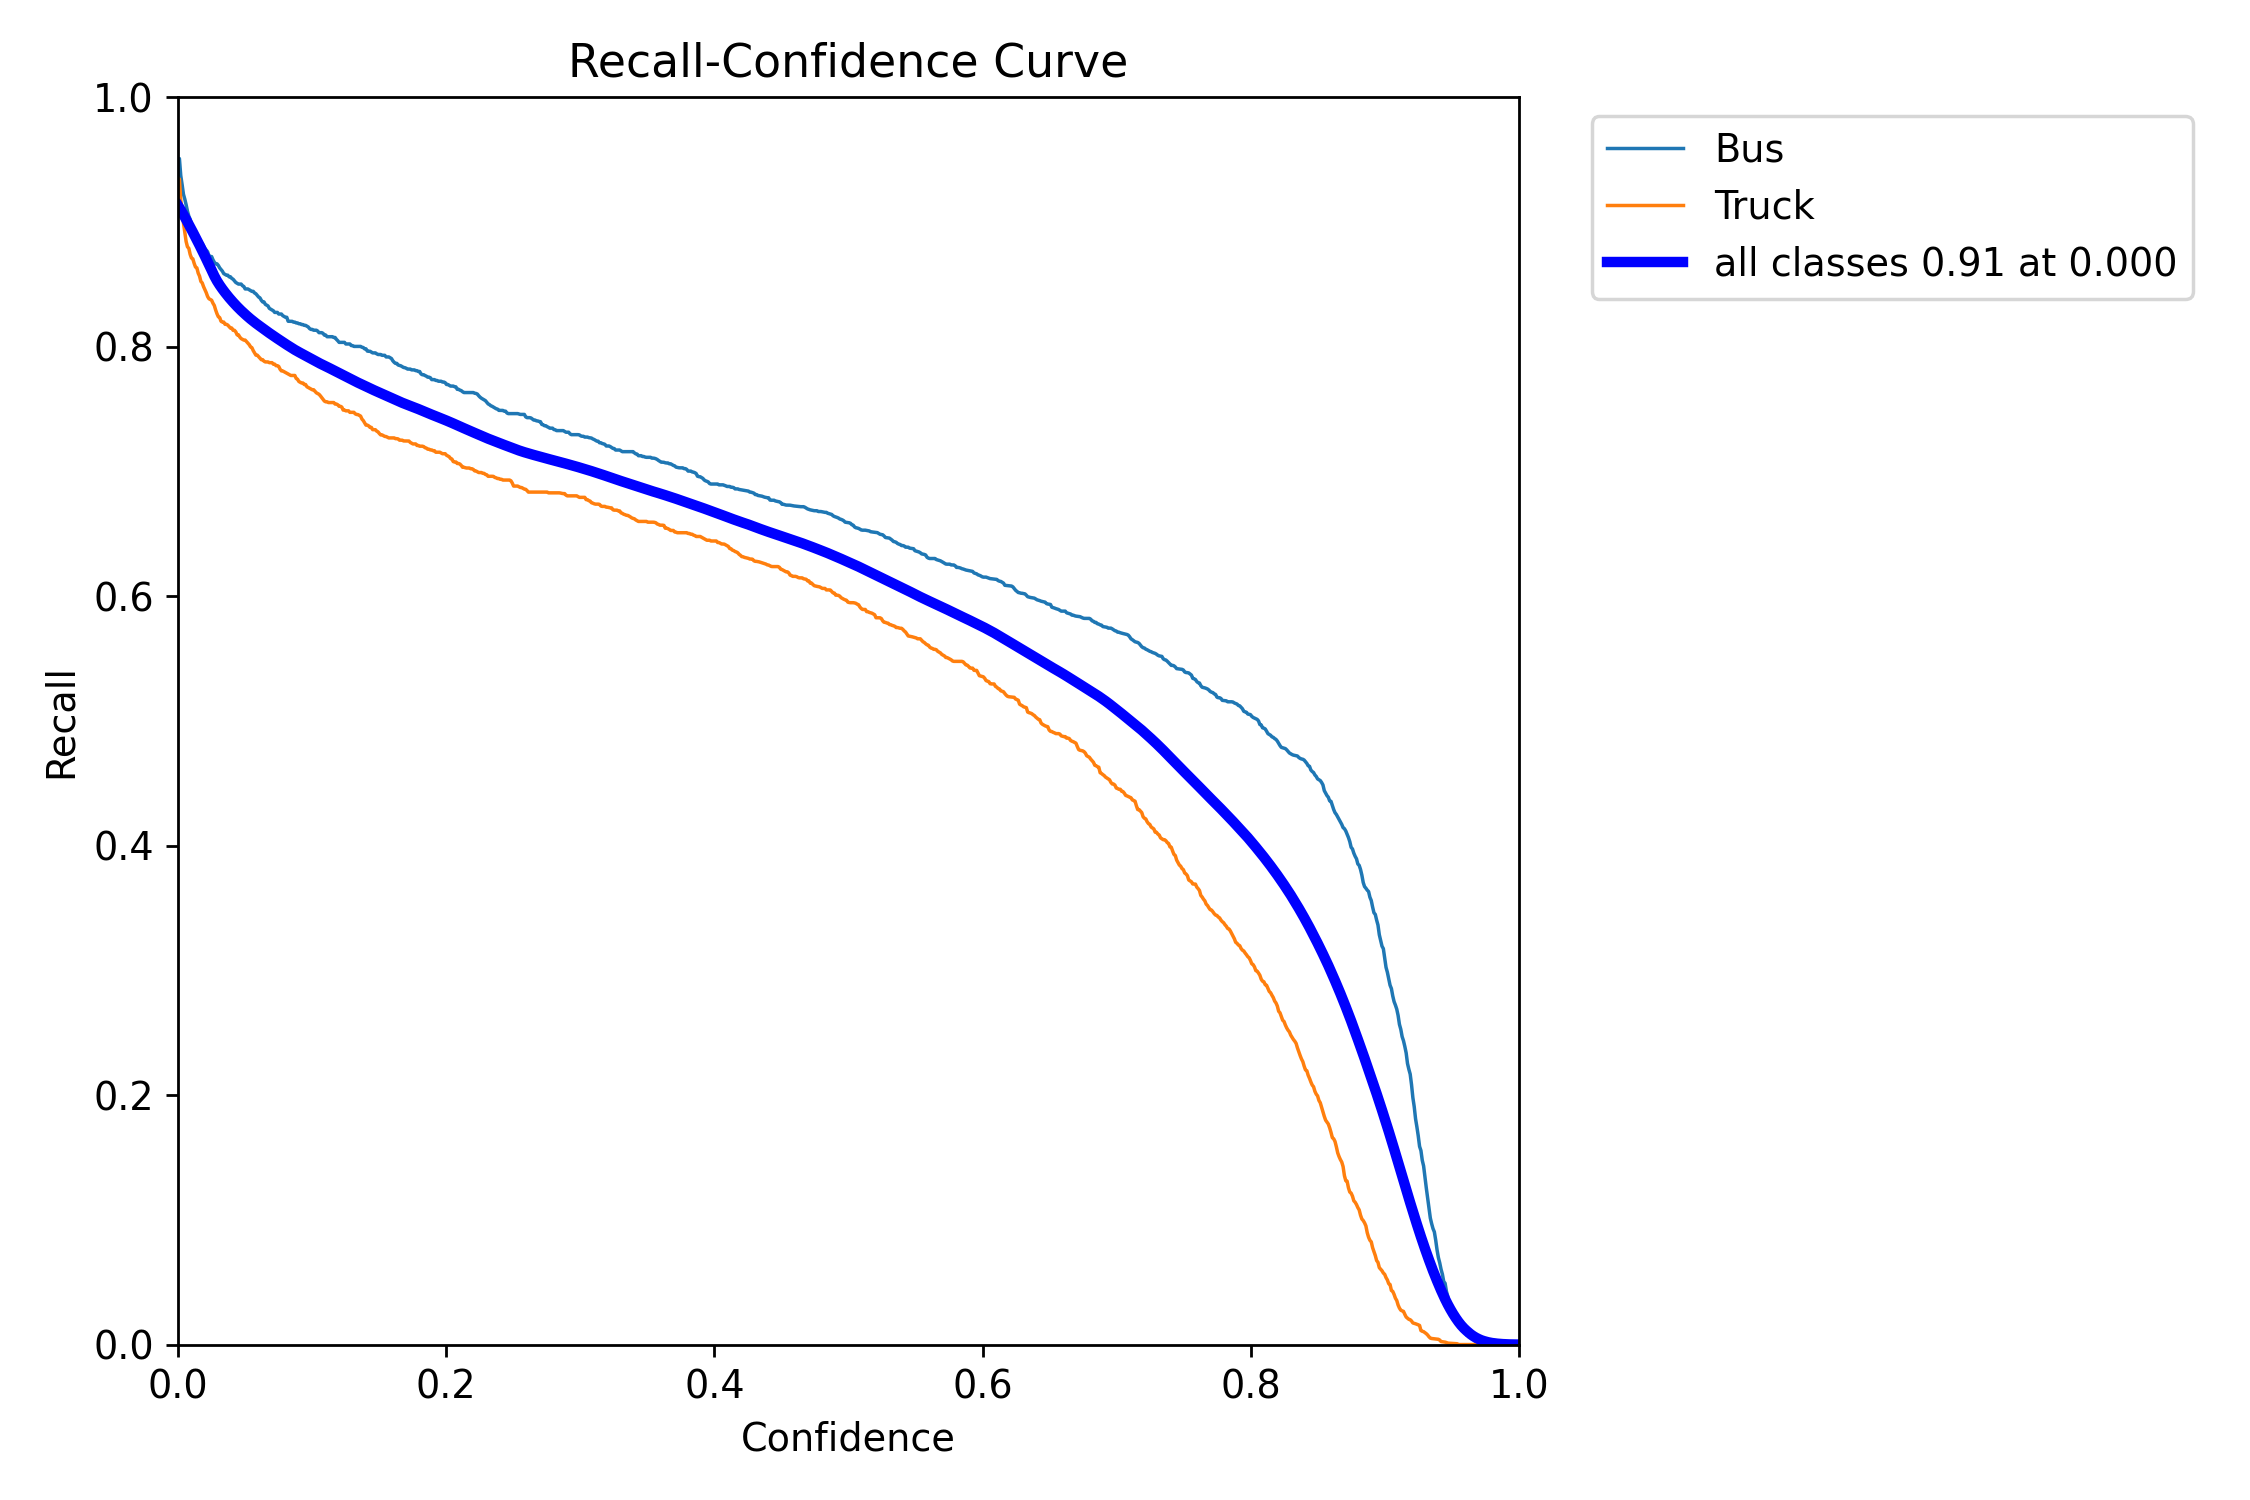 Recall-Confidence Curve
1.0
0.8
0.6
0.4
0.2
0.0
Recall
0.0 0.2 0.4 0.6 0.8 1.0
Confidence
Bus
Truck
all classes 0.91 at 0.000